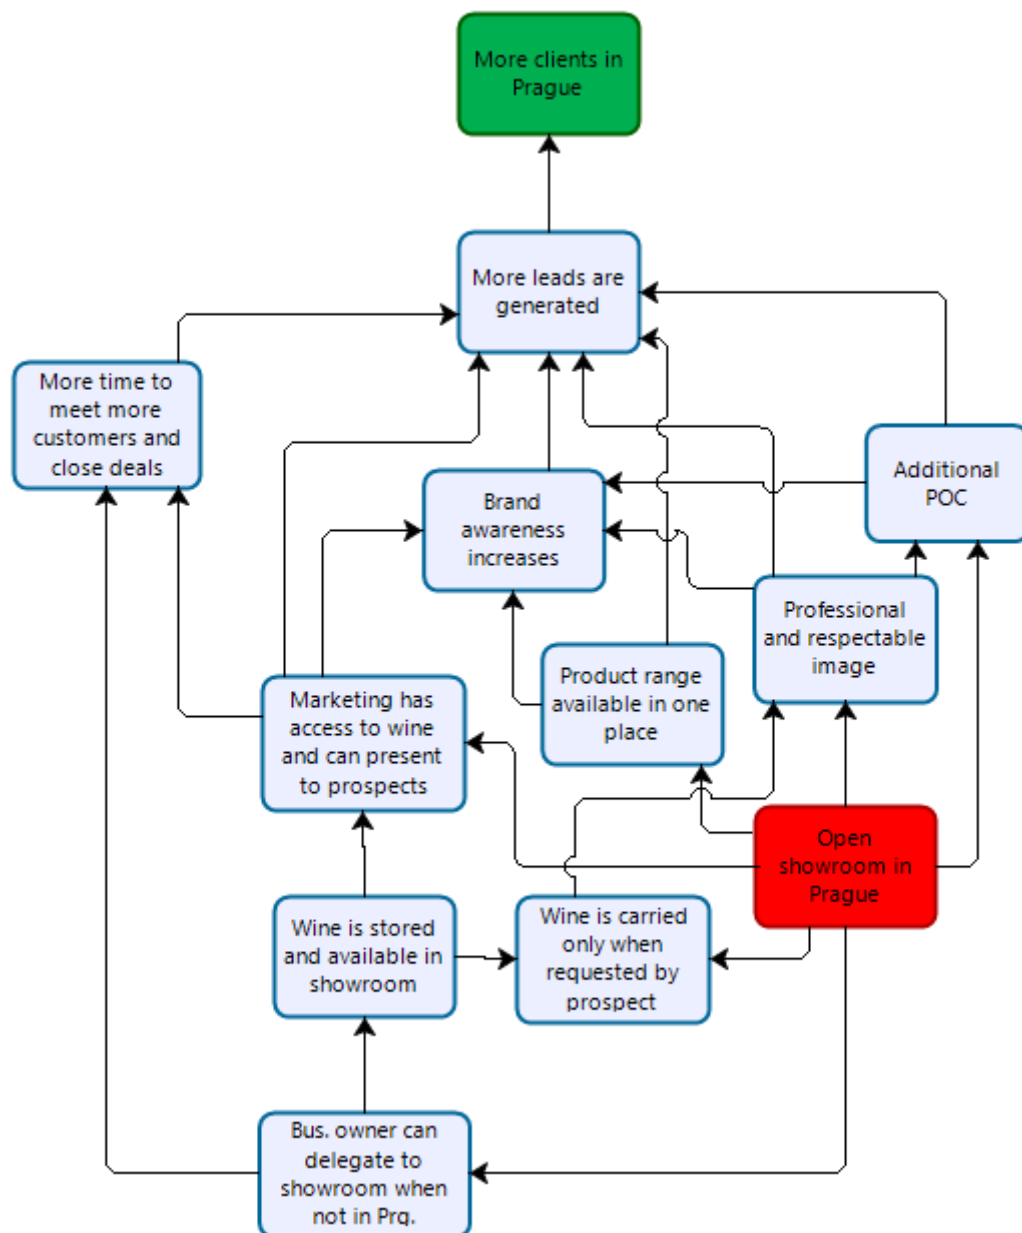 More clients in
Prague
More leads are
generated
More time to
meet more
customers and
close deals
Brand
awareness
increases
Additional
POC
Professional
and respectable
image
Product range
available in one
place
Marketing has
access to wine
and can present
to prospects
Open
showroom in
Prague
Wine is stored
and available in
showroom
Wine is carried
only when
requested by
prospect
Bus. owner can
delegate to
showroom when
not in Prg.